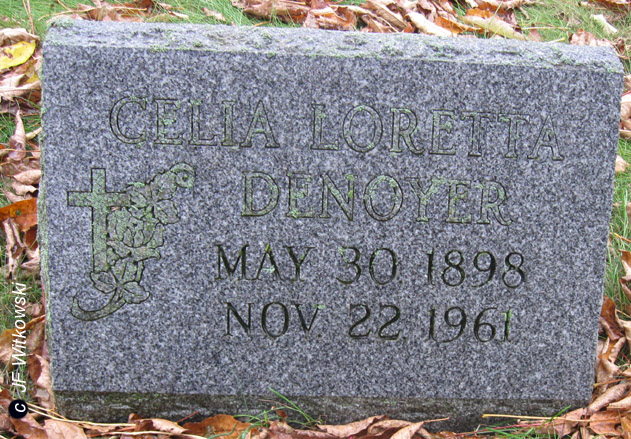 CELIA LORETTA
DENOYER
MAY 30. 1898
NOV. 22 1961
c JF Witkowski